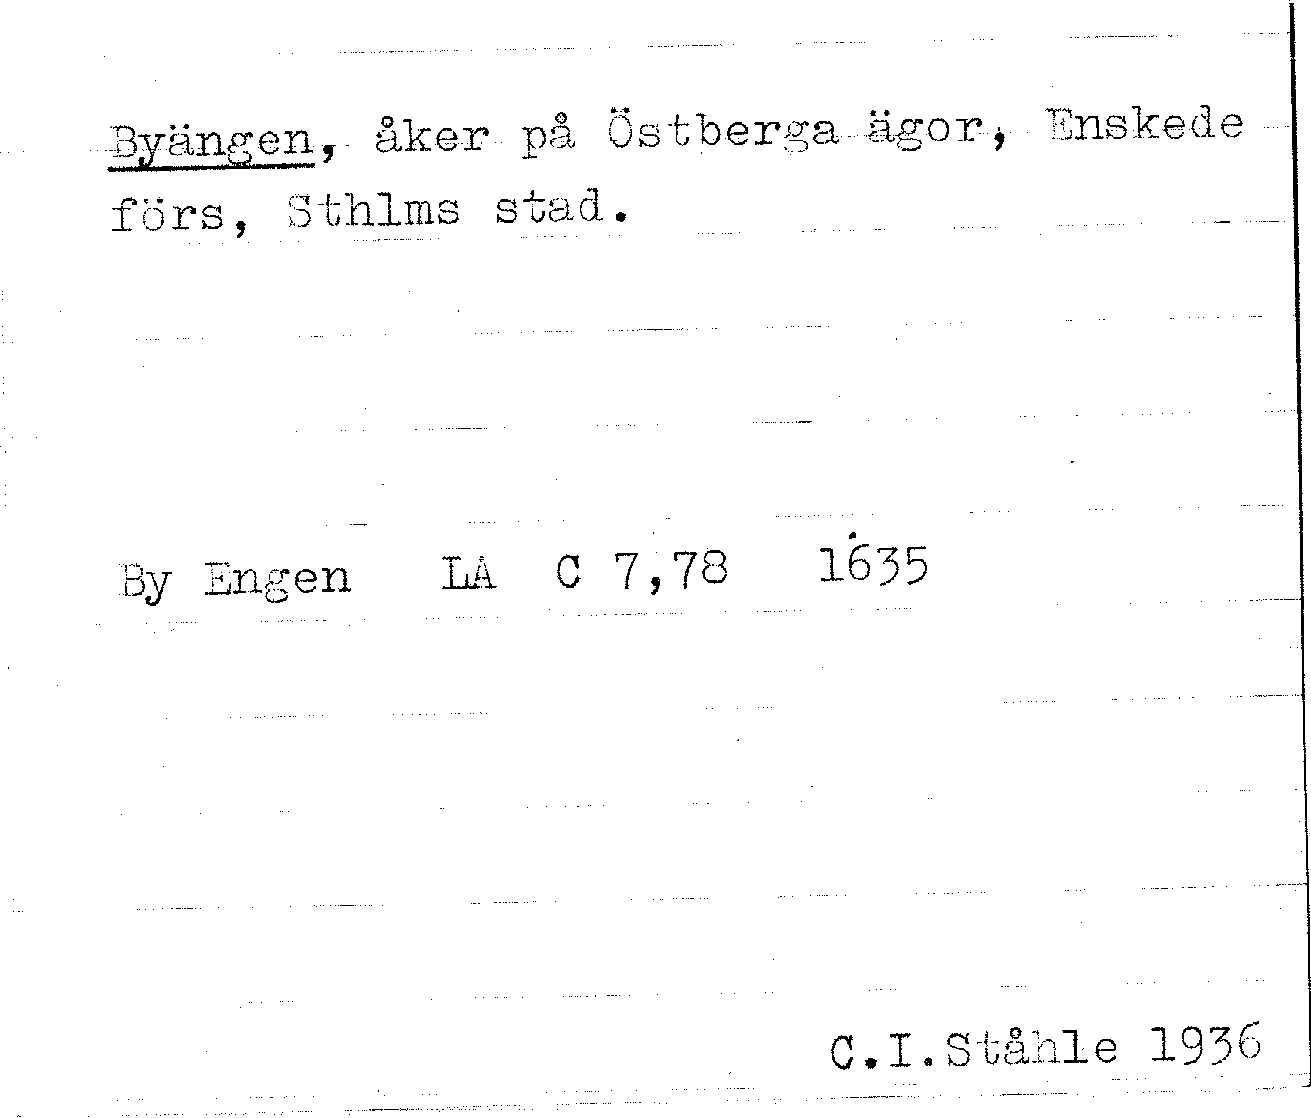 Byängen, åker på Östberga ägor, Enskede
förs, Sthlms stad.
By Engen LA C 7,78 1635
C.I.Ståhle 1936